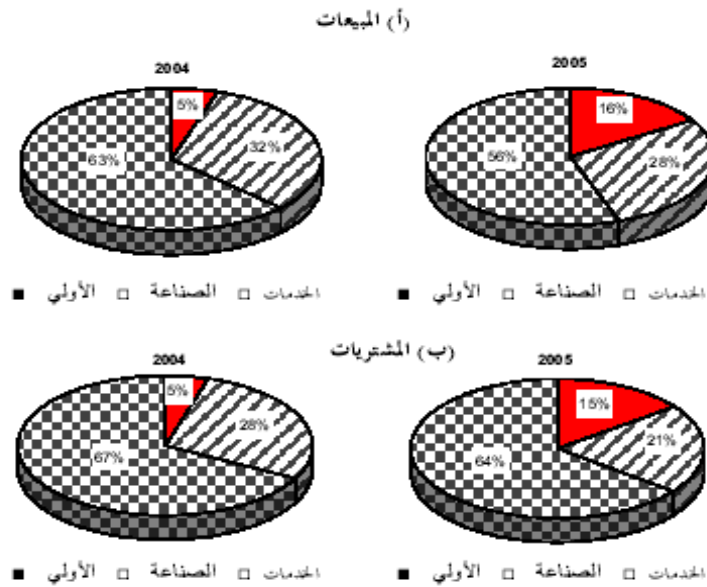 (أ) المبيعات
2004
2005
5%
32%
63%
16%
28%
56%
■ الأولي □ الصناعة □ الخدمات
■ الأولي □ الصناعة □ الخدمات
(ب) المشتريات
2004
2005
5%
28%
67%
15%
21%
64%
■ الأولي □ الصناعة □ الخدمات
■ الأولي □ الصناعة □ الخدمات